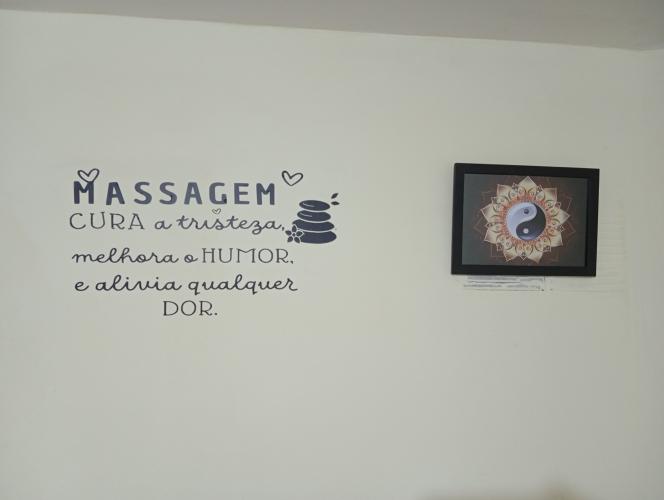 MASSAGEM
CURA a tristeza,
melhora o HUMOR,
e alivia qualquer
DOR.